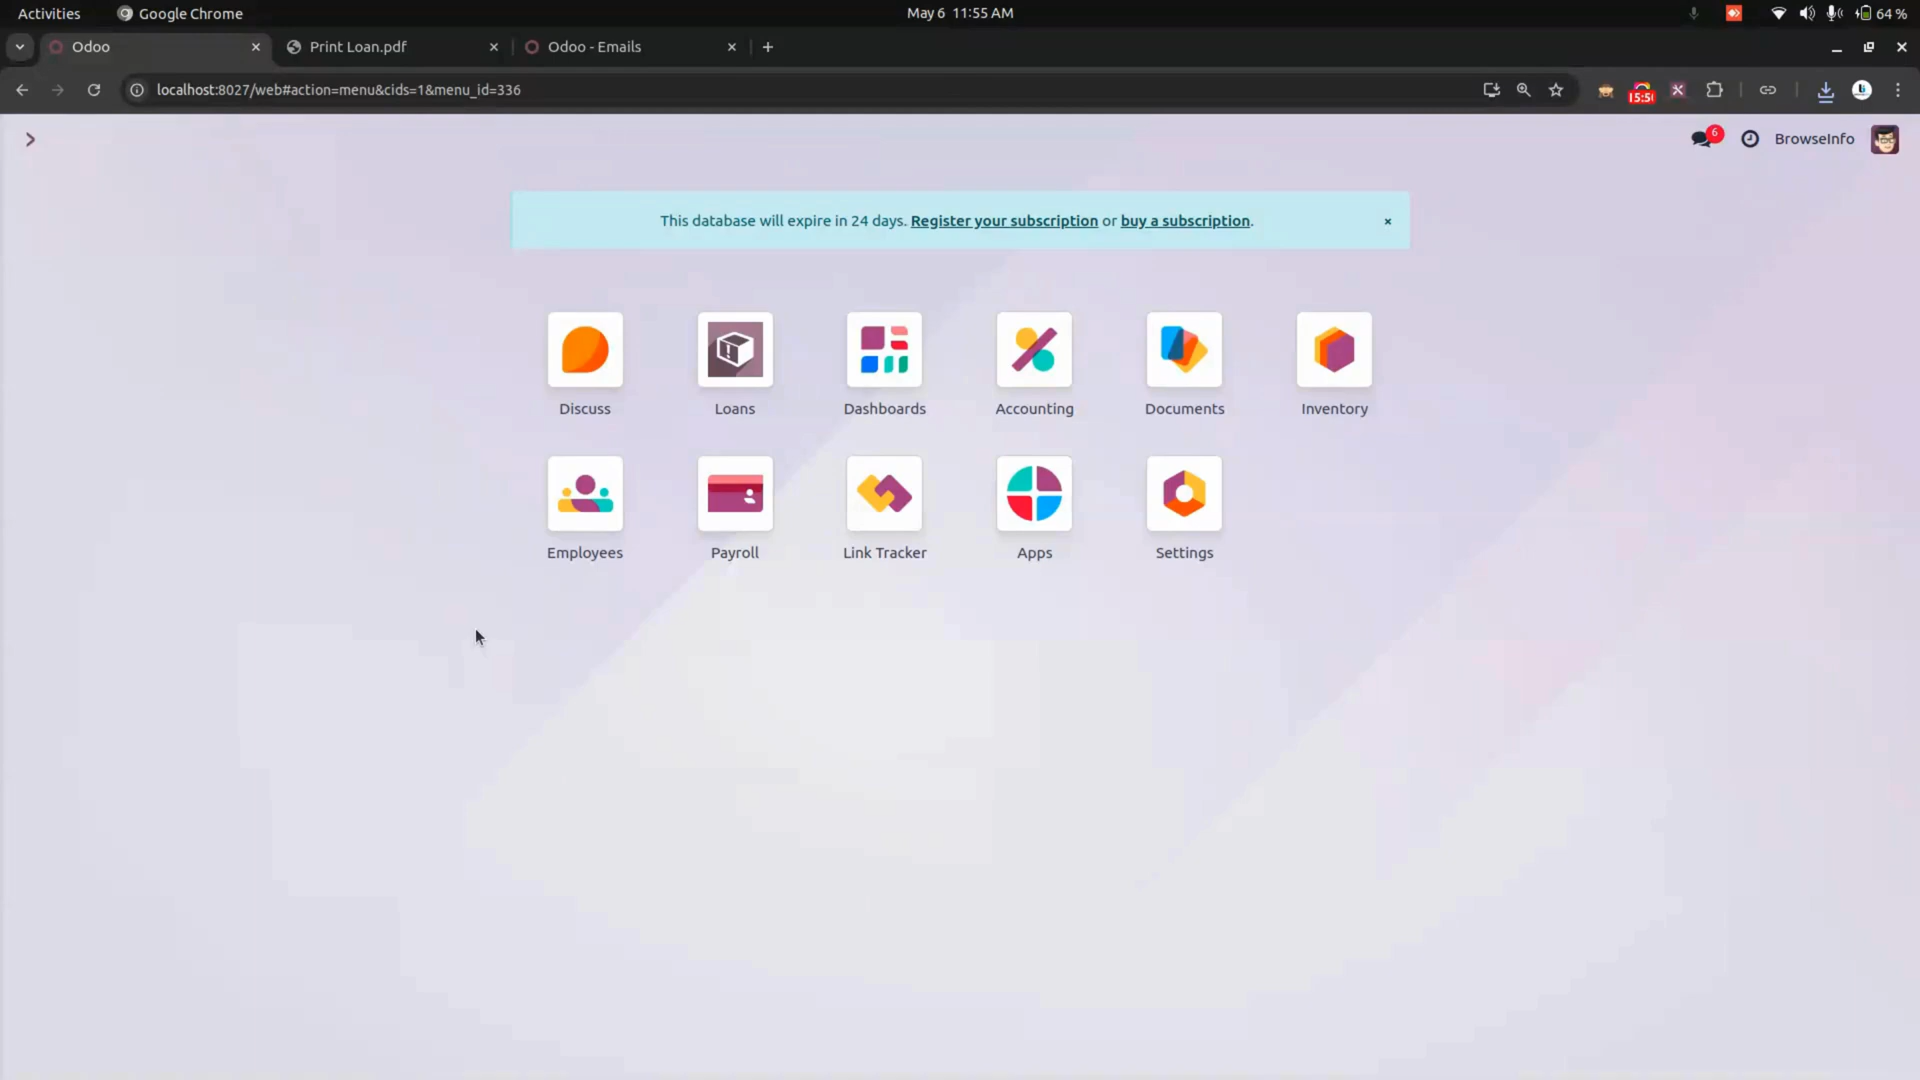 Activities
Google Chrome
May 6 11:55 AM
64 %
Odoo
Print Loan.pdf
Odoo - Emails
localhost:8027/web#action=menu&cids=1&menu_id=336
15:50
6
BrowseInfo
This database will expire in 24 days. Register your subscription or buy a subscription.
Discuss
Loans
Dashboards
Accounting
Documents
Inventory
Employees
Payroll
Link Tracker
Apps
Settings